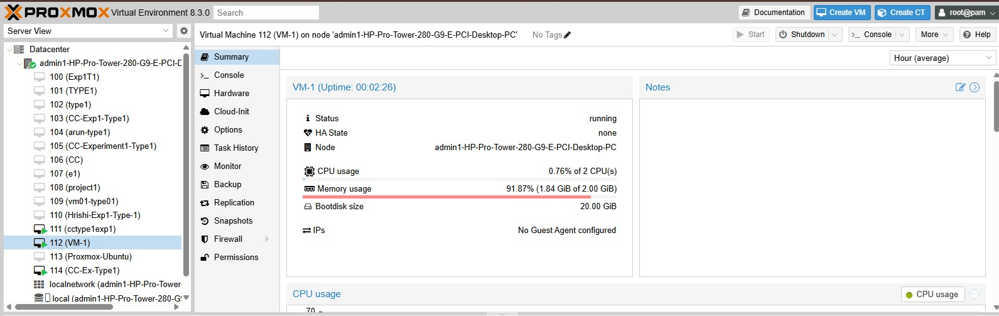 PROXMOX Virtual Environment 8.3.0 Search Documentation Create VM Create CT root@pam
Server View
Virtual Machine 112 (VM-1) on node 'admin1-HP-Pro-Tower-280-G9-E-PCI-Desktop-PC' No Tags Start Shutdown Console More Help
Datacenter
admin1-HP-Pro-Tower-280-G9-E-PCI-D
100 (Exp1T1)
101 (TYPE1)
102 (type1)
103 (CC-Exp1-Type1)
104 (arun-type1)
105 (CC-Experiment1-Type1)
106 (CC)
107 (e1)
108 (project1)
109 (vm01-type01)
110 (Hrishi-Exp1-Type-1)
111 (cctype1exp1)
112 (VM-1)
113 (Proxmox-Ubuntu)
114 (CC-Ex-Type1)
localnetwork (admin1-HP-Pro-Tower-
local (admin1-HP-Pro-Tower-280-G9
Summary
Console
Hardware
Cloud-Init
Options
Task History
Monitor
Backup
Replication
Snapshots
Firewall
Permissions
Hour (average)
VM-1 (Uptime: 00:02:26)
Status running
HA State none
Node admin1-HP-Pro-Tower-280-G9-E-PCI-Desktop-PC
CPU usage 0.76% of 2 CPU(s)
Memory usage 91.87% (1.84 GiB of 2.00 GiB)
Bootdisk size 20.00 GiB
IPs No Guest Agent configured
Notes
CPU usage CPU usage
70